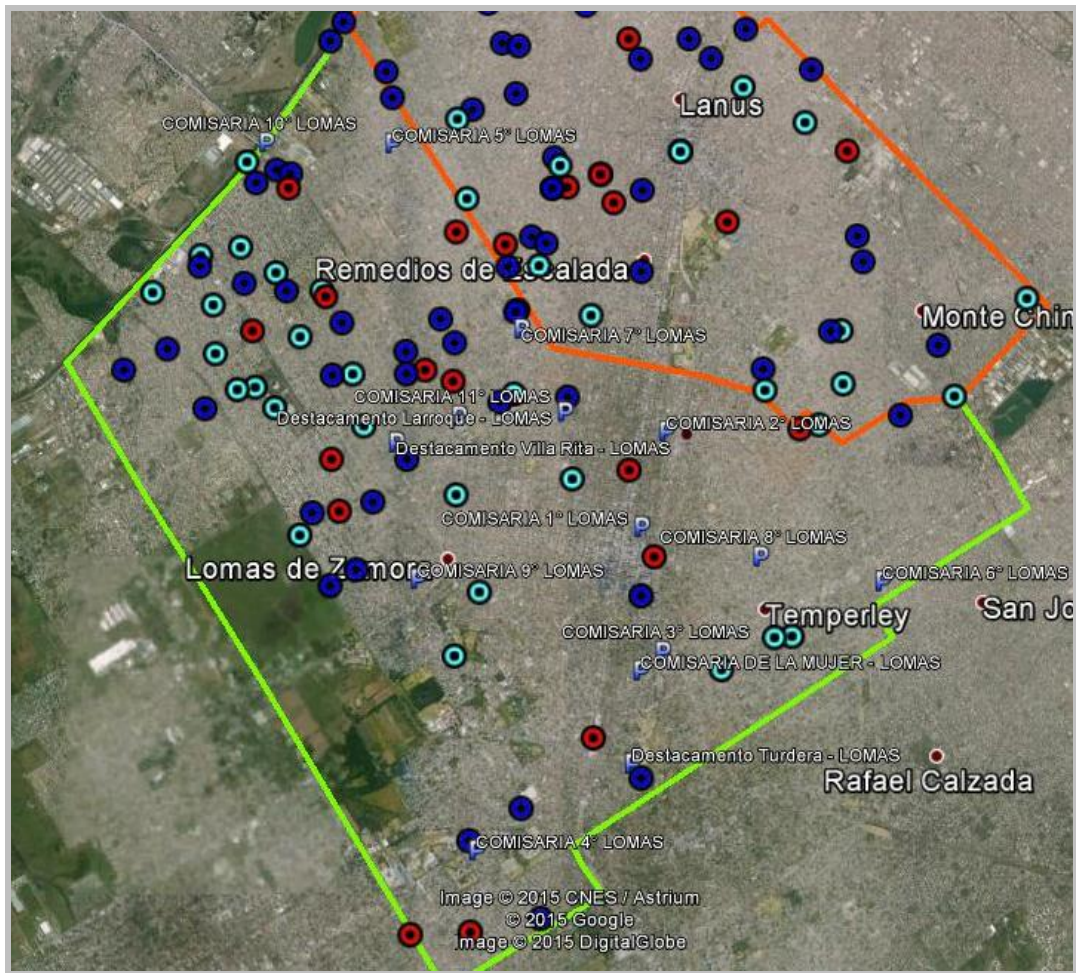 Lanus
COMISARIA 10° LOMAS
COMISARIA 5° LOMAS
Remedios de Escalada
Monte Chin
COMISARIA 7° LOMAS
COMISARIA 11° LOMAS
Destacamento Larroque - LOMAS
COMISARIA 2° LOMAS
Destacamento Villa Rita - LOMAS
COMISARIA 1° LOMAS
COMISARIA 8° LOMAS
Lomas de Zamor
COMISARIA 9° LOMAS
COMISARIA 6° LOMAS
San Jo
Temperley
COMISARIA 3° LOMAS
COMISARIA DE LA MUJER - LOMAS
Destacamento Turdera - LOMAS
Rafael Calzada
COMISARIA 4° LOMAS
Image © 2015 CNES / Astrium
© 2015 Google
Image © 2015 DigitalGlobe